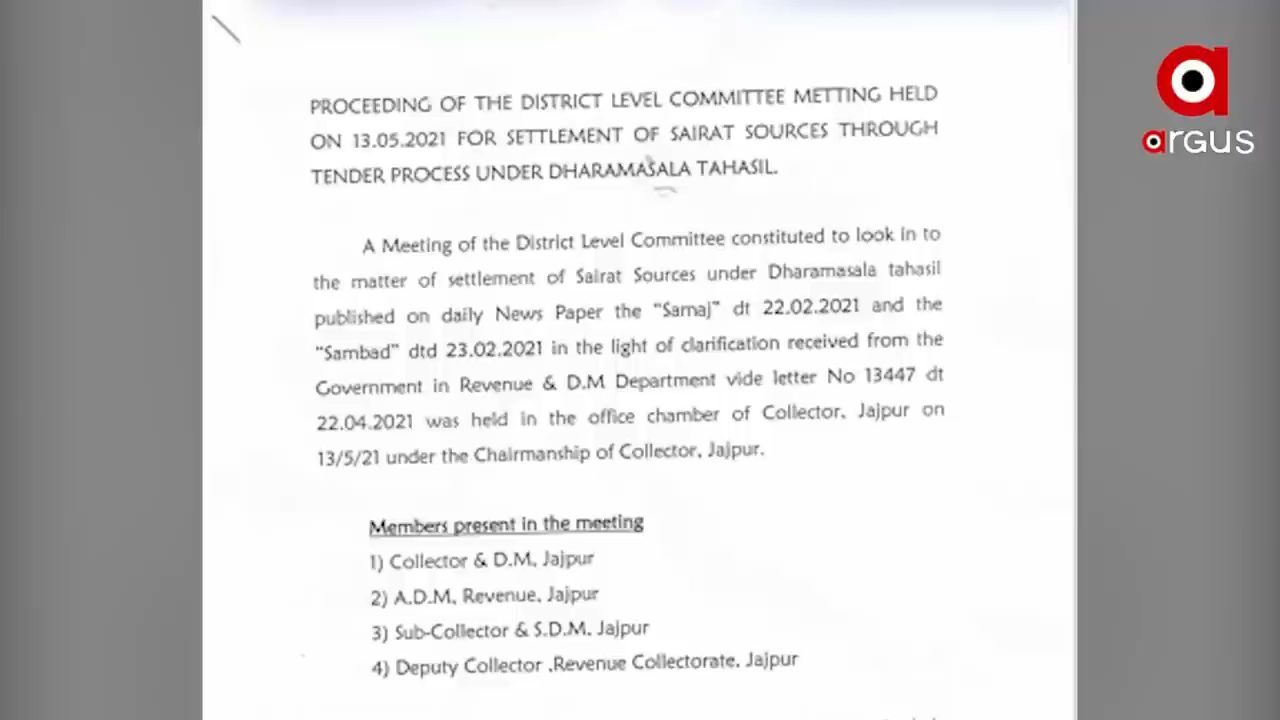 PROCEEDING OF THE DISTRICT LEVEL COMMITTEE METTING HELD
ON 13.05.2021 FOR SETTLEMENT OF SAIRAT SOURCES THROUGH
TENDER PROCESS UNDER DHARAMASALA TAHASIL.
A Meeting of the District Level Committee constituted to look in to
the matter of settlement of Sairat Sources under Dharamasala tahasil
published on daily News Paper the "Samaj" dt 22.02.2021 and the
"Sambad" dtd 23.02.2021 in the light of clarification received from the
Government in Revenue & D.M Department vide letter No 13447 dt
22.04.2021 was held in the office chamber of Collector, Jajpur on
13/5/21 under the Chairmanship of Collector, Jajpur.
Members present in the meeting
1) Collector & D.M, Jajpur
2) A.D.M, Revenue, Jajpur
3) Sub-Collector & S.D.M, Jajpur
4) Deputy Collector ,Revenue Collectorate, Jajpur
argus